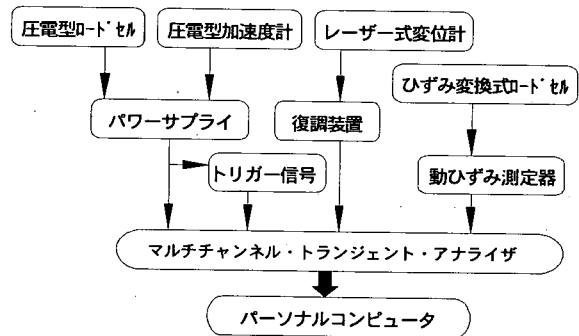 圧電型ﾛｰﾄﾞｾﾙ
圧電型加速度計
レーザー式変位計
ひずみ変換式ﾛｰﾄﾞｾﾙ
パワーサプライ
復調装置
トリガー信号
動ひずみ測定器
マルチチャンネル・トランジェント・アナライザ
パーソナルコンピュータ